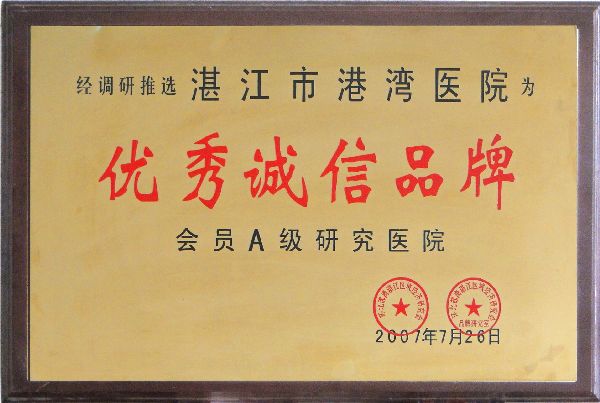 经调研推选 湛江市港湾医院 为
优秀诚信品牌
会员A级研究医院
2007年7月26日